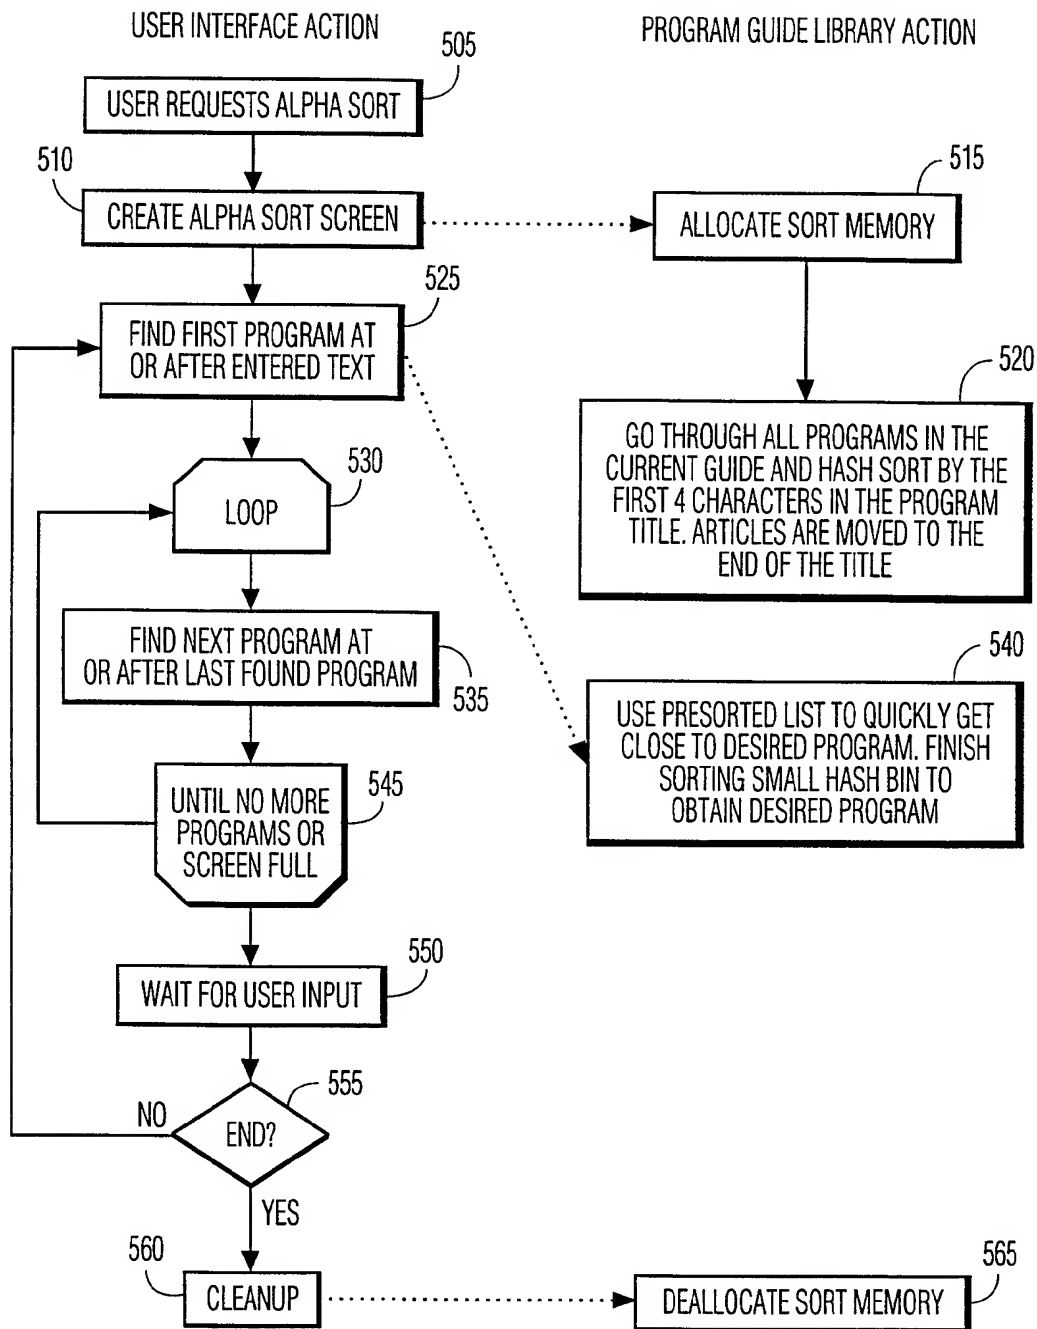 USER INTERFACE ACTION
PROGRAM GUIDE LIBRARY ACTION
505
USER REQUESTS ALPHA SORT
510
CREATE ALPHA SORT SCREEN
515
ALLOCATE SORT MEMORY
525
FIND FIRST PROGRAM AT
OR AFTER ENTERED TEXT
520
GO THROUGH ALL PROGRAMS IN THE
CURRENT GUIDE AND HASH SORT BY THE
FIRST 4 CHARACTERS IN THE PROGRAM
TITLE. ARTICLES ARE MOVED TO THE
END OF THE TITLE
530
LOOP
FIND NEXT PROGRAM AT
OR AFTER LAST FOUND PROGRAM
535
540
USE PRESORTED LIST TO QUICKLY GET
CLOSE TO DESIRED PROGRAM. FINISH
SORTING SMALL HASH BIN TO
OBTAIN DESIRED PROGRAM
545
UNTIL NO MORE
PROGRAMS OR
SCREEN FULL
550
WAIT FOR USER INPUT
555
NO
END?
YES
560
CLEANUP
565
DEALLOCATE SORT MEMORY